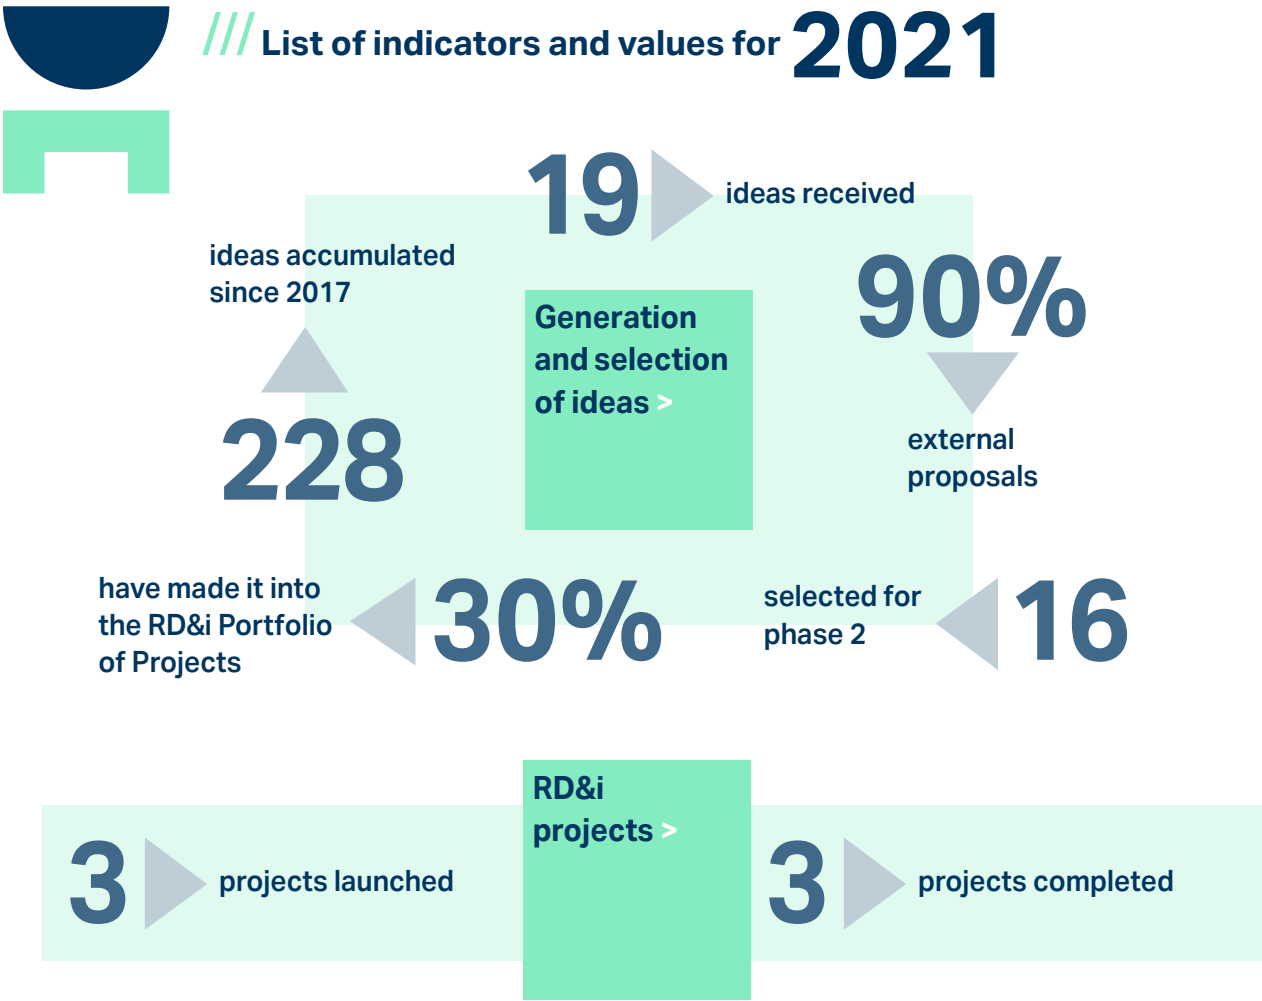 /// List of indicators and values for 2021
19 ideas received
90%
external
proposals
16
selected for
phase 2
30%
have made it into
the RD&i Portfolio
of Projects
228
ideas accumulated
since 2017
Generation
and selection
of ideas >
RD&i
projects >
3 projects launched
3 projects completed